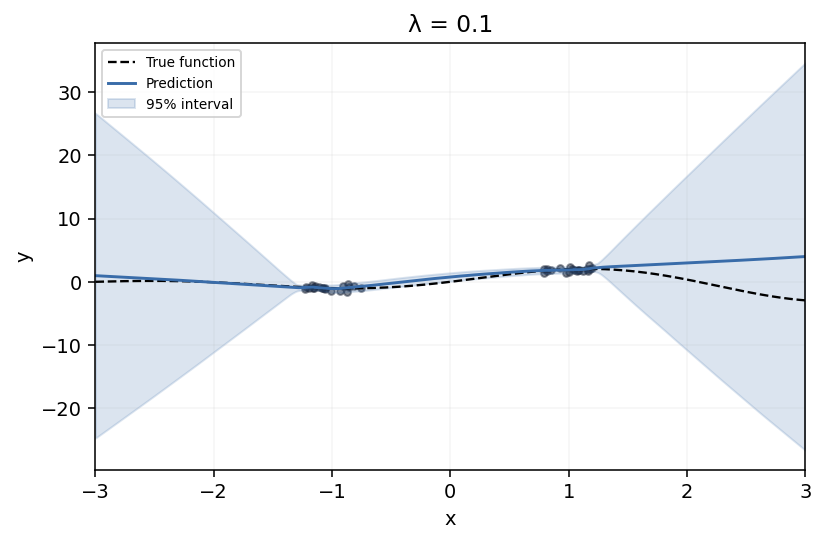 λ = 0.1
True function
Prediction
95% interval
30
20
10
0
−10
−20
y
−3 −2 −1 0 1 2 3
x